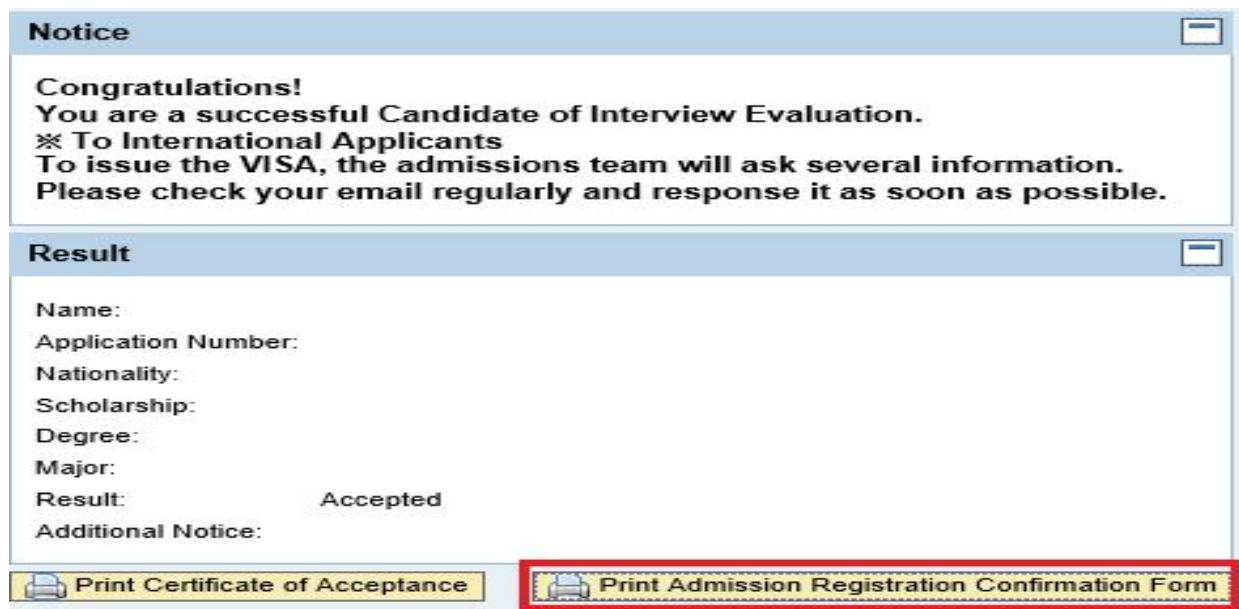 Notice
Congratulations!
You are a successful Candidate of Interview Evaluation.
※ To International Applicants
To issue the VISA, the admissions team will ask several information.
Please check your email regularly and response it as soon as possible.
Result
Name:
Application Number:
Nationality:
Scholarship:
Degree:
Major:
Result: Accepted
Additional Notice:
Print Certificate of Acceptance Print Admission Registration Confirmation Form